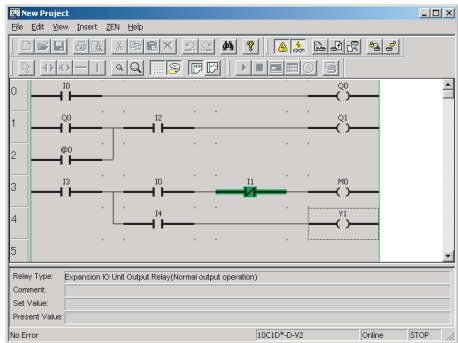 New Project
File Edit View Insert ZEN Help
0 I0 Q0
1 Q0 I2 Q1
2 @0
3 I3 I0 I1 M0
4 I4 Y1
5
Relay Type: Expansion IO Unit Output Relay(Normal output operation)
Comment:
Set Value:
Present Value:
No Error 10C1D*-D-V2 Online STOP